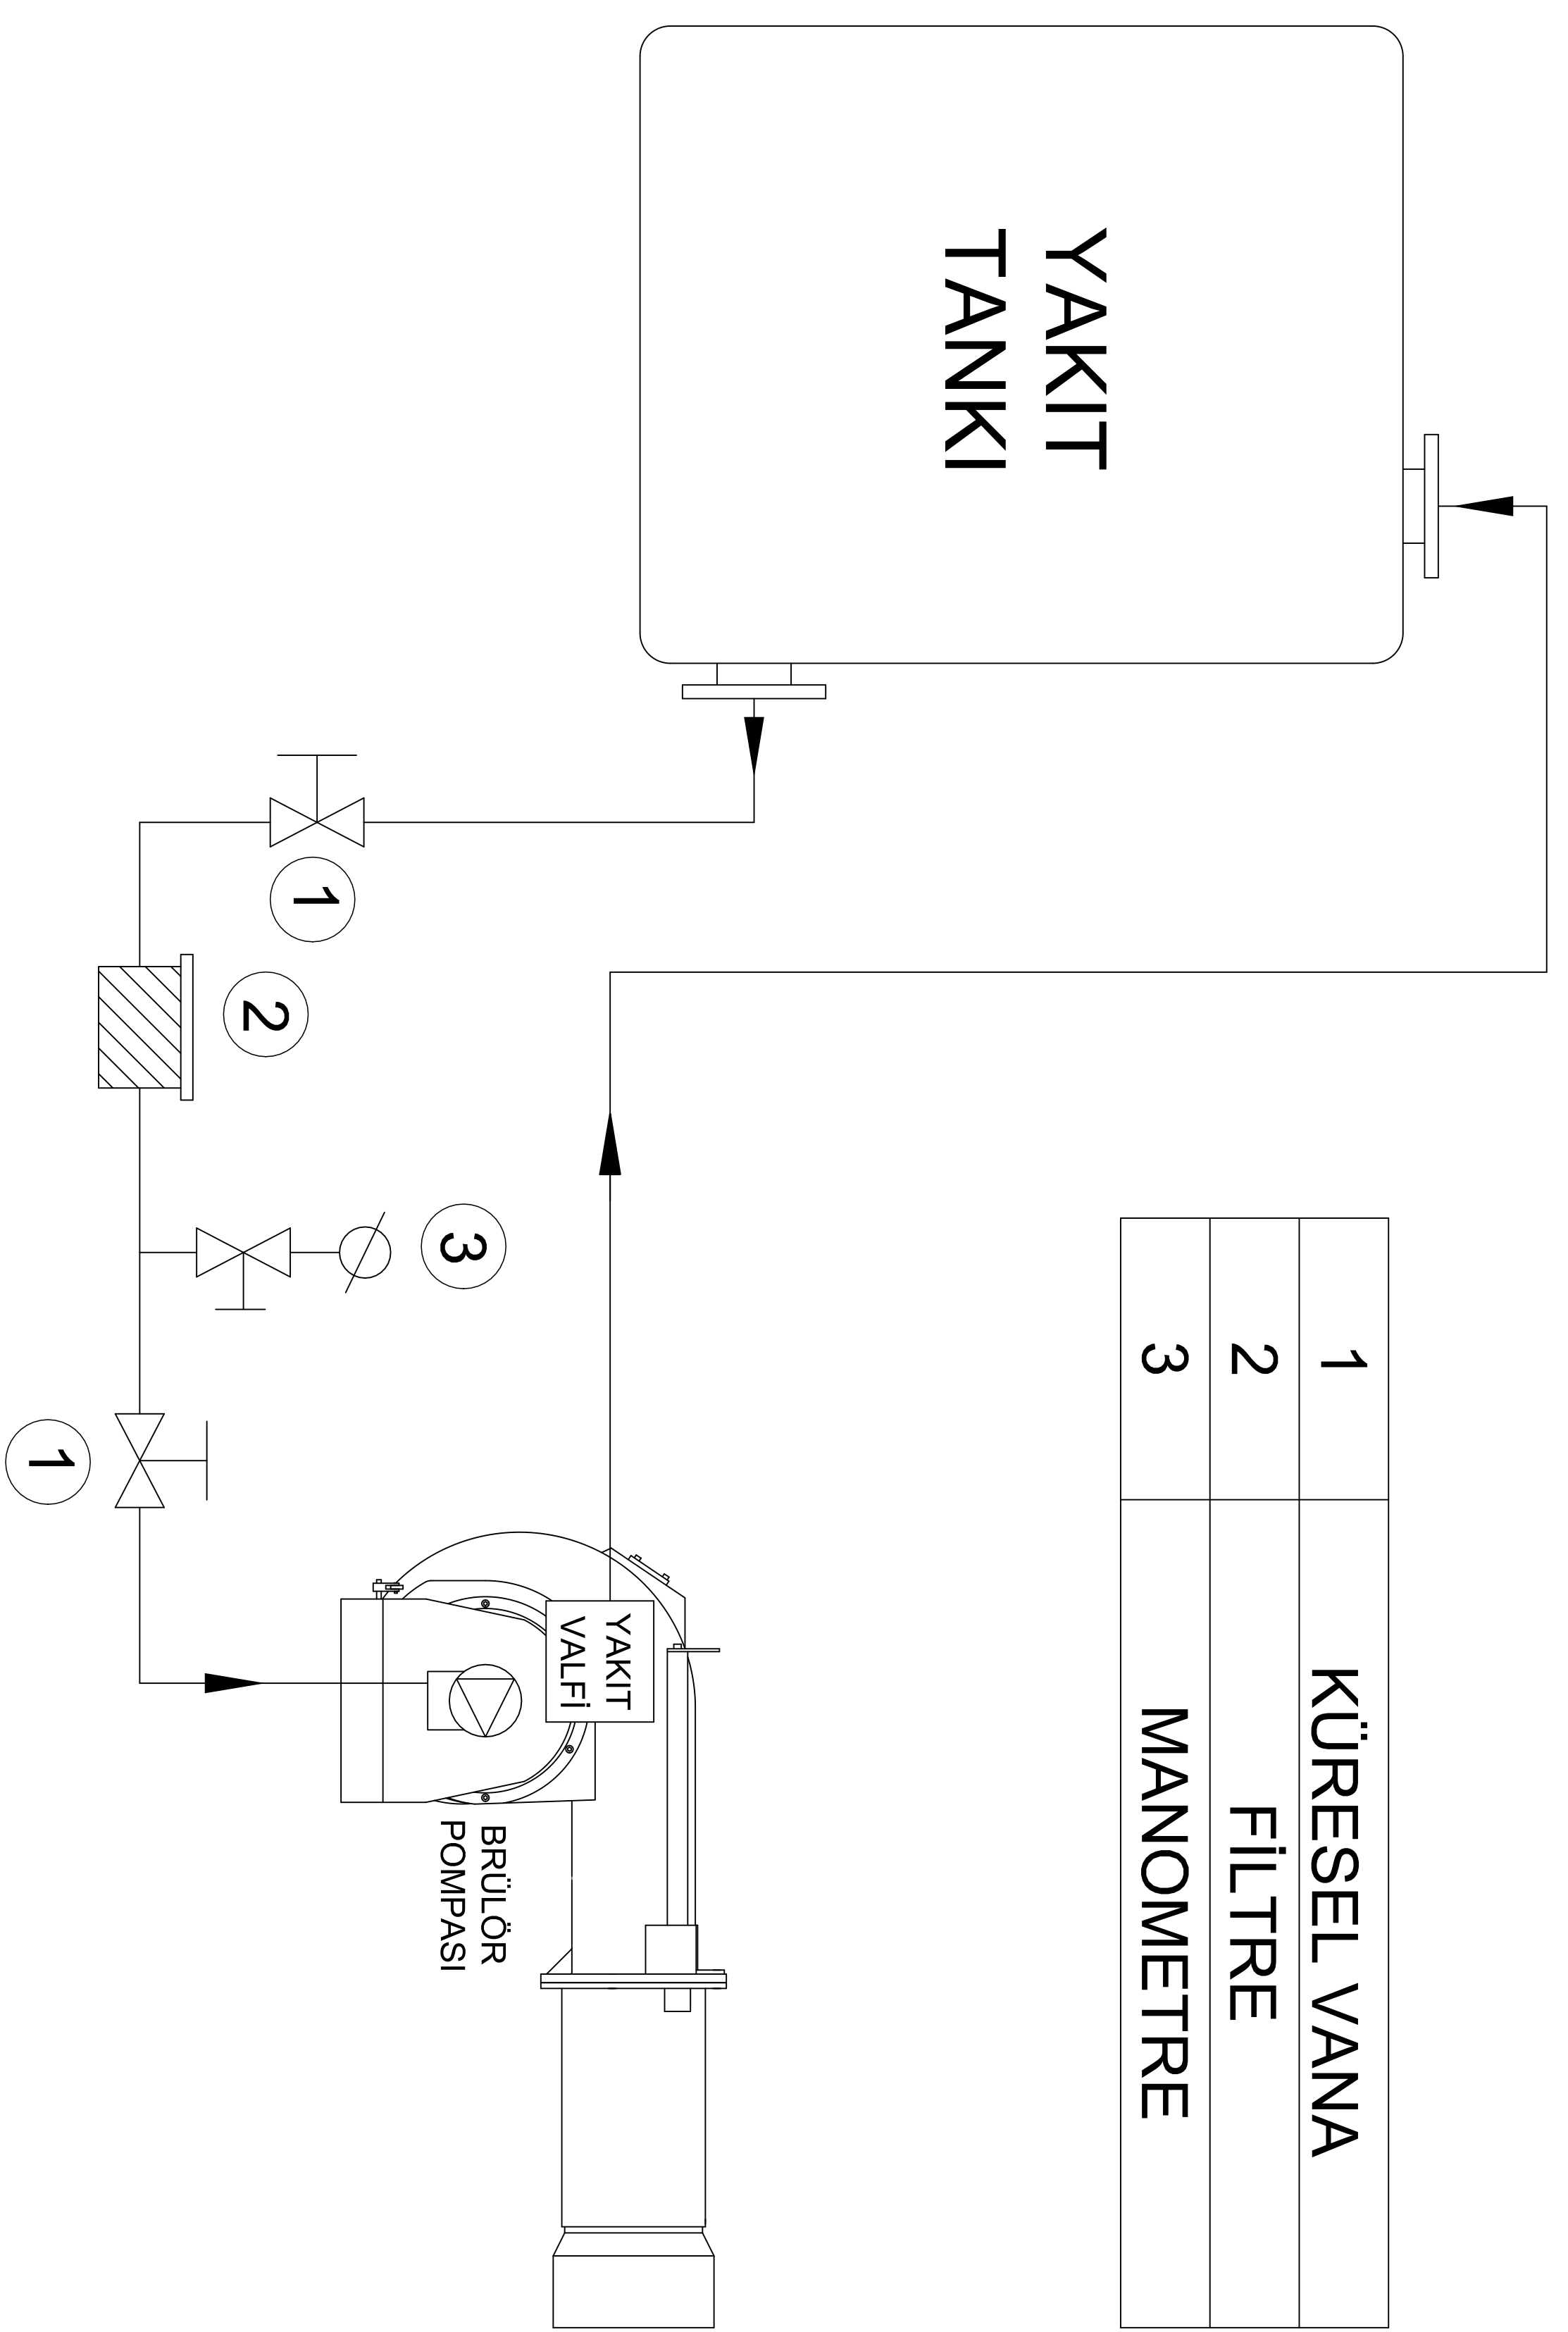 1 KÜRESEL VANA
2 FİLTRE
3 MANOMETRE
YAKIT
TANKI
YAKIT
VALFİ
BRÜLÖR
POMPASI
3
1
2
1